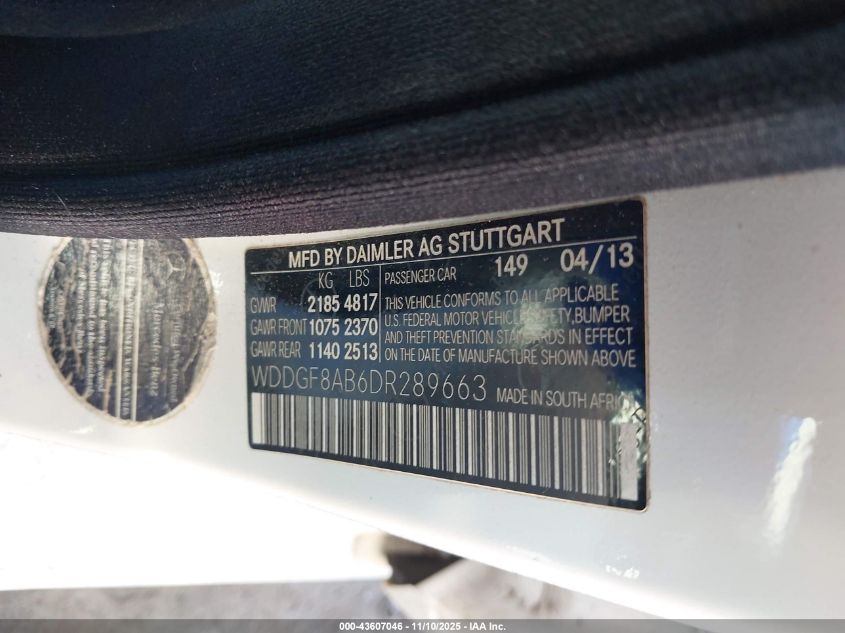 MFD BY DAIMLER AG STUTTGART
KG LBS PASSENGER CAR 149 04/13
GVWR 2185 4817 THIS VEHICLE CONFORMS TO ALL APPLICABLE
GAWR FRONT 1075 2370 U.S. FEDERAL MOTOR VEHICLE SAFETY, BUMPER
AND THEFT PREVENTION STANDARDS IN EFFECT
GAWR REAR 1140 2513 ON THE DATE OF MANUFACTURE SHOWN ABOVE
WDDGF8AB6DR289663 MADE IN SOUTH AFRICA
Mercedes-Benz
000-43607046 - 11/10/2025 - IAA Inc.